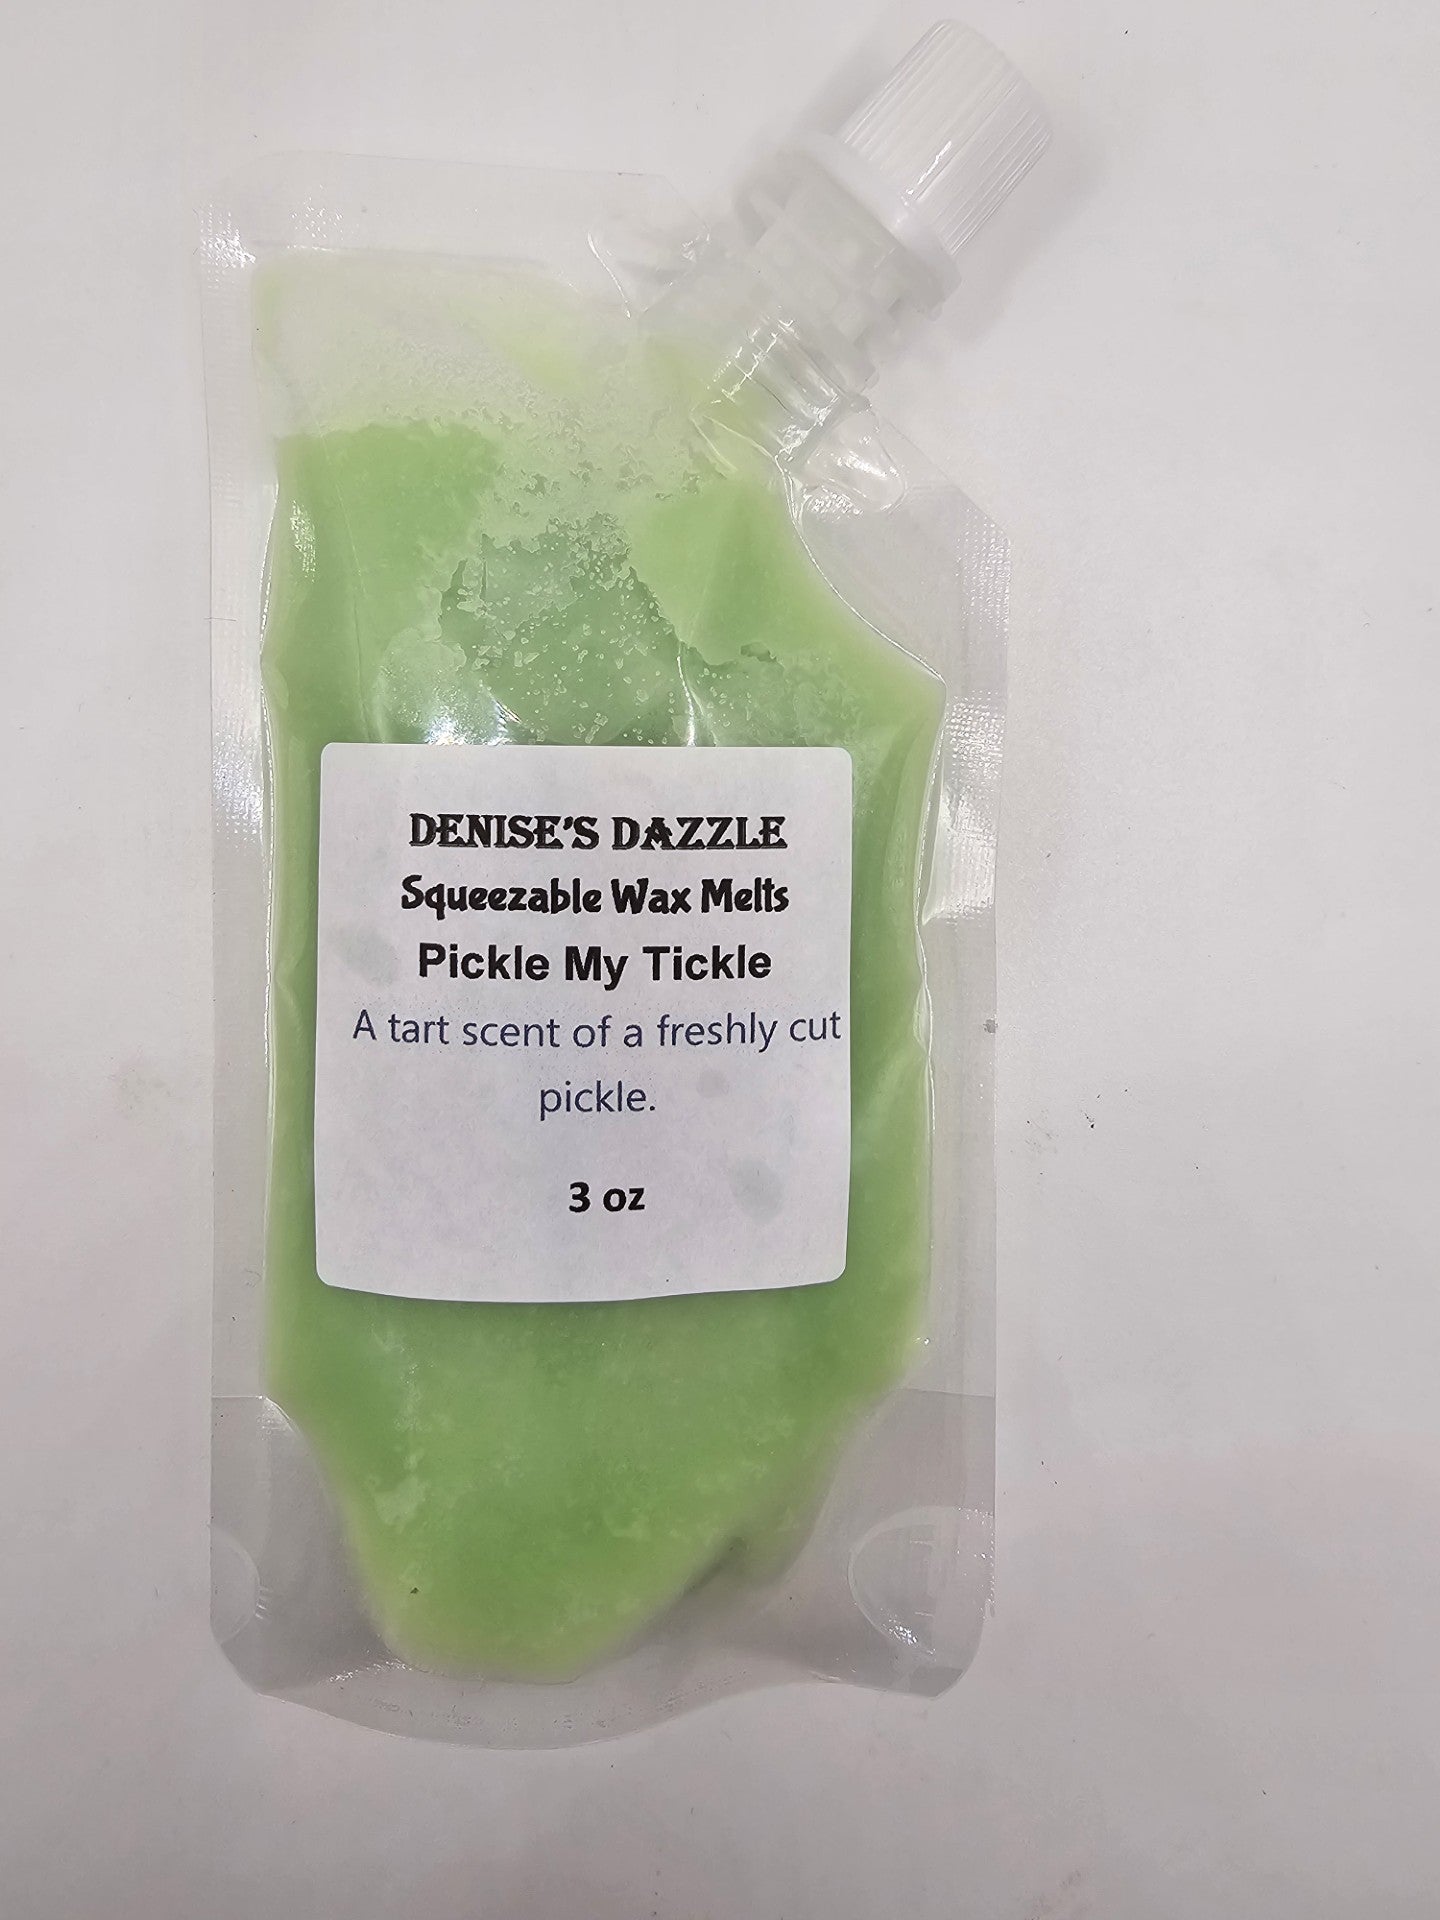 DENISE'S DAZZLE
Squeezable Wax Melts
Pickle My Tickle
A tart scent of a freshly cut
pickle.
3 oz